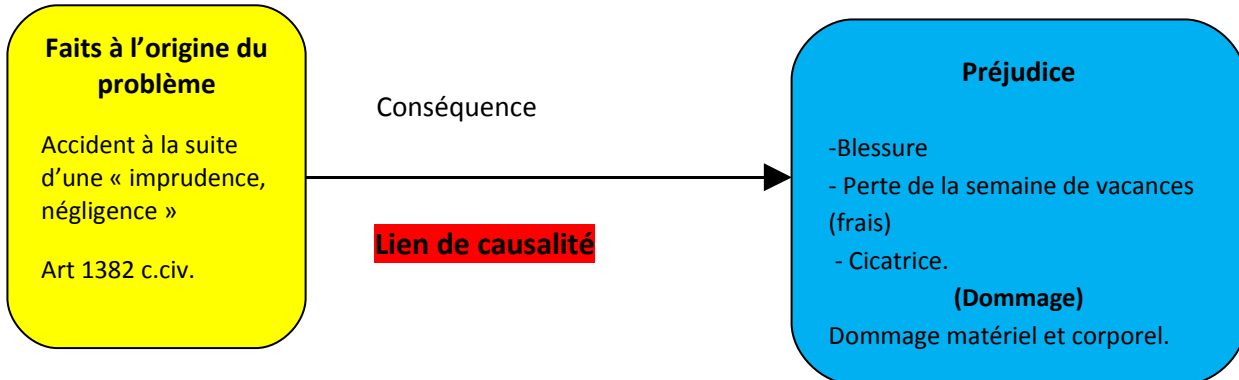 Faits à l’origine du
problème
Accident à la suite
d’une « imprudence,
négligence »
Art 1382 c.civ.
Conséquence
Lien de causalité
Préjudice
-Blessure
- Perte de la semaine de vacances
(frais)
- Cicatrice.
(Dommage)
Dommage matériel et corporel.